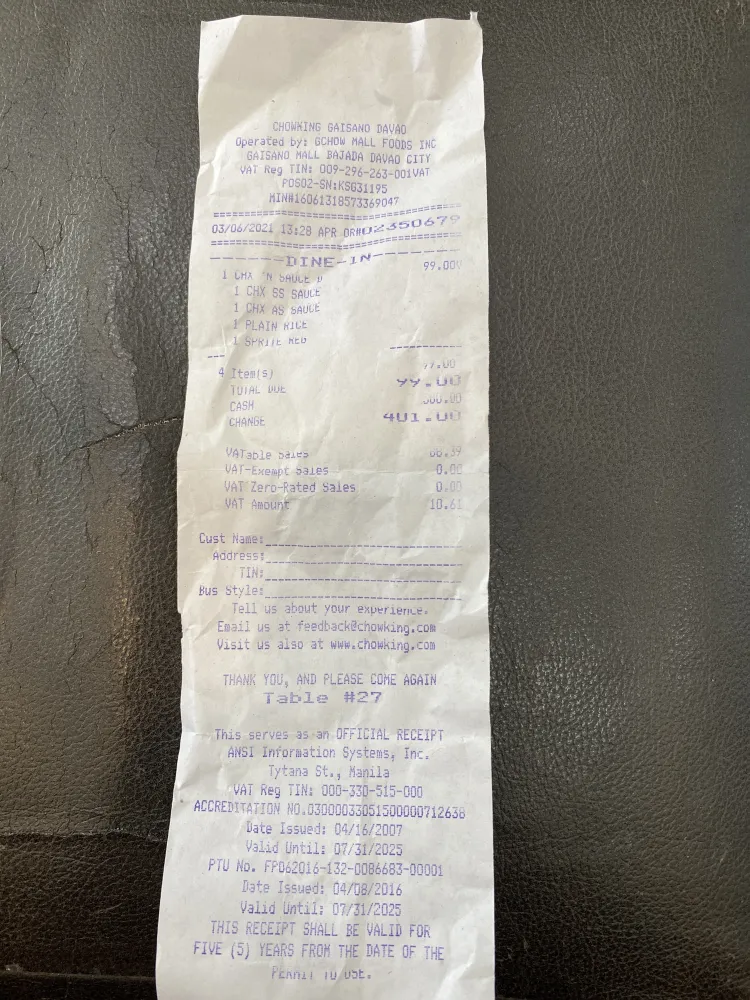 CHOWKING GAISANO DAVAO
Operated by: GCHOW MALL FOODS INC
GAISANO MALL BAJADA DAVAO CITY
VAT Reg TIN: 009-296-263-001VAT
POS02-SN:KSG31195
MIN#16061318573369047
03/06/2021 13:28 APR OR#02350679
DINE-IN
1 CHX 'N SAUCE 99.00V
1 CHX SS SAUCE
1 CHX AS SAUCE
1 PLAIN RICE
1 SPRITE REG
4 Item(s) 99.00
TOTAL DUE 99.00
CASH 500.00
CHANGE 401.00
VATable Sales 88.39
VAT-Exempt Sales 0.00
VAT Zero-Rated Sales 0.00
VAT Amount 10.61
Cust Name:
Address:
TIN:
Bus Style:
Tell us about your experience.
Email us at feedback@chowking.com
Visit us also at www.chowking.com
THANK YOU, AND PLEASE COME AGAIN
Table #27
This serves as an OFFICIAL RECEIPT
ANSI Information Systems, Inc.
Tytana St., Manila
VAT Reg TIN: 000-330-515-000
ACCREDITATION NO.03000033051500000712638
Date Issued: 04/16/2007
Valid Until: 07/31/2025
PTU No. FP062016-132-0086683-00001
Date Issued: 04/08/2016
Valid Until: 07/31/2025
THIS RECEIPT SHALL BE VALID FOR
FIVE (5) YEARS FROM THE DATE OF THE
PERMIT TO USE.